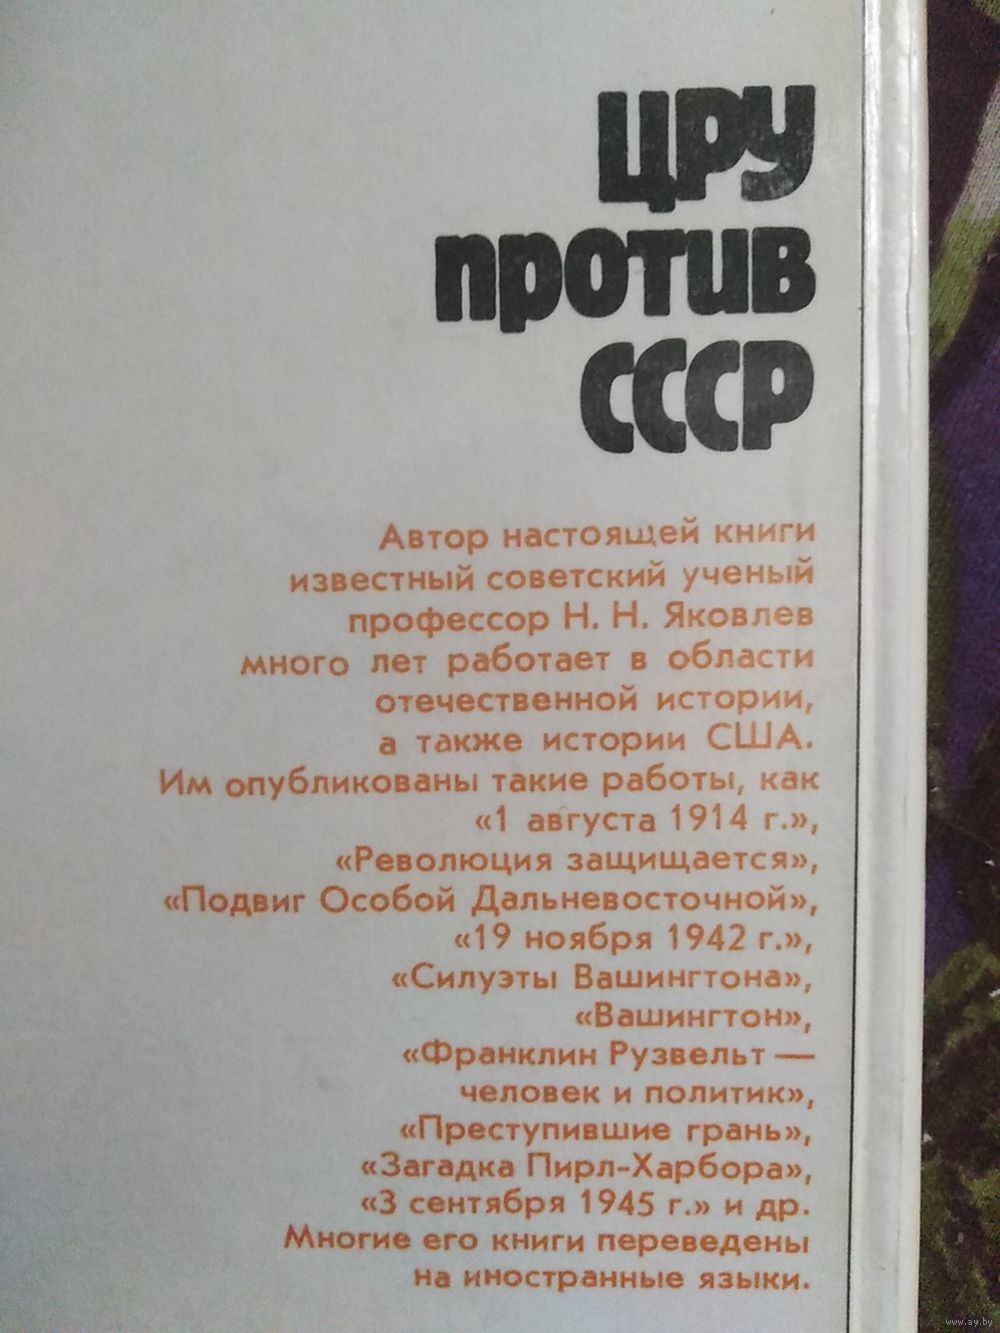 ЦРУ
против
СССР
Автор настоящей книги
известный советский ученый
профессор Н. Н. Яковлев
много лет работает в области
отечественной истории,
а также истории США.
Им опубликованы такие работы, как
«1 августа 1914 г.»,
«Революция защищается»,
«Подвиг Особой Дальневосточной»,
«19 ноября 1942 г.»,
«Силуэты Вашингтона»,
«Вашингтон»,
«Франклин Рузвельт —
человек и политик»,
«Преступившие грань»,
«Загадка Пирл-Харбора»,
«3 сентября 1945 г.» и др.
Многие его книги переведены
на иностранные языки.
www.ay.by